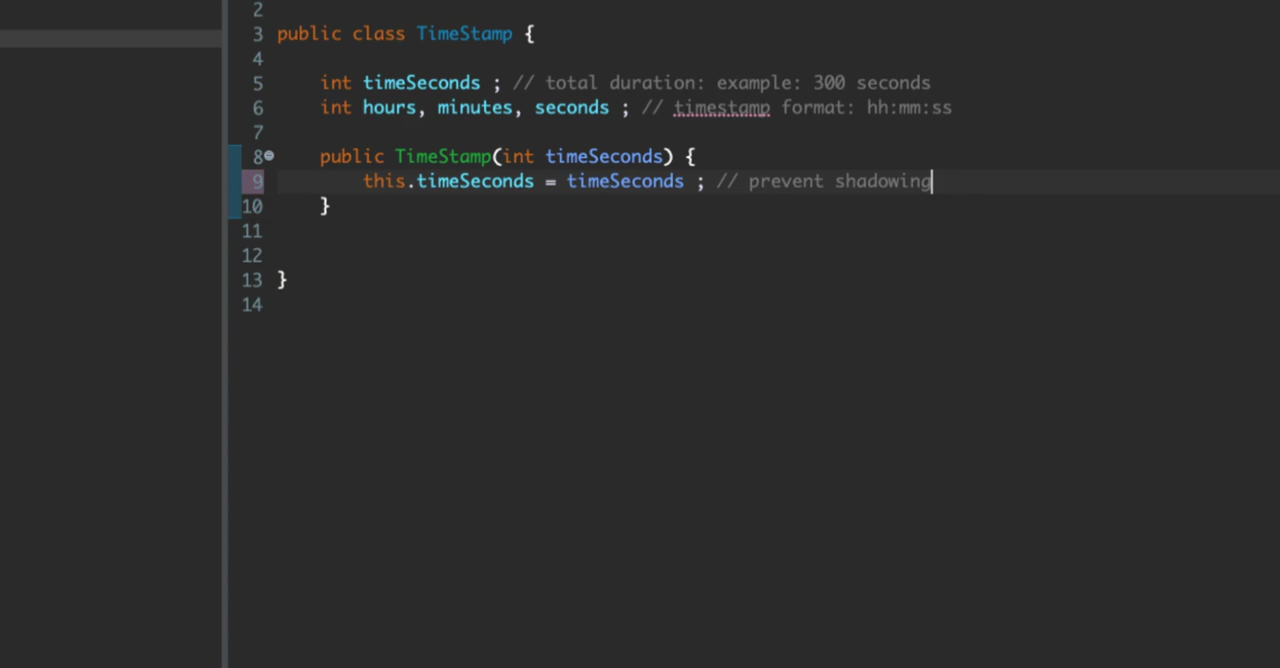 2
3 public class TimeStamp {
4
5 int timeSeconds ; // total duration: example: 300 seconds
6 int hours, minutes, seconds ; // timestamp format: hh:mm:ss
7
8 public TimeStamp(int timeSeconds) {
9 this.timeSeconds = timeSeconds ; // prevent shadowing
10 }
11
12
13 }
14